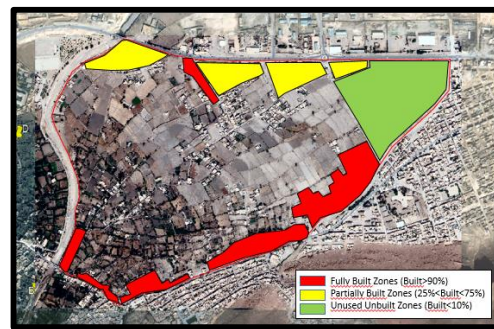 Fully Built Zones (Built>90%)
Partially Built Zones (25%<Built<75%)
Unused Unbuilt Zones (Built<10%)